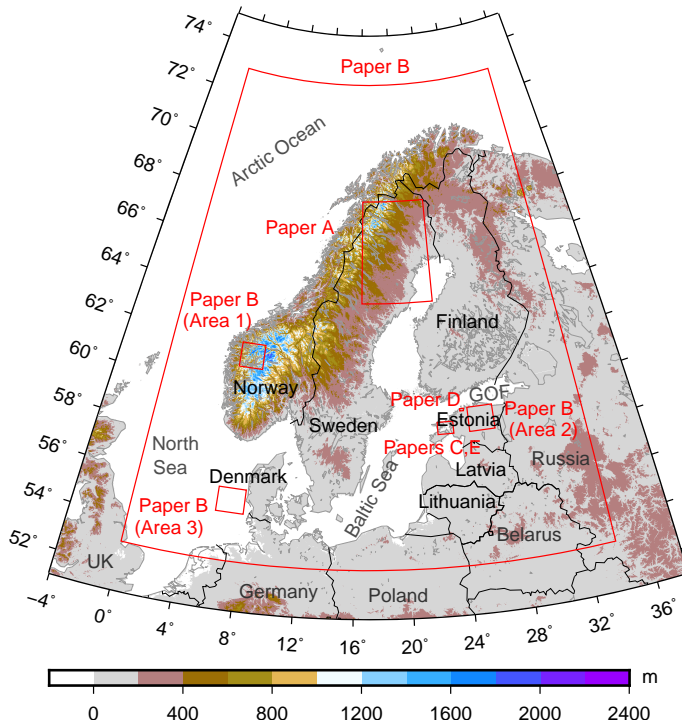 74°
72°
70°
68°
66°
64°
62°
60°
58°
56°
54°
52°
Paper B
Arctic Ocean
Paper A
Paper B
(Area 1)
Finland
Norway
Sweden
Paper D
GOF
Estonia
Paper B
(Area 2)
Papers C,E
North
Sea
Denmark
Latvia
Russia
Paper B
(Area 3)
Baltic Sea
Lithuania
Belarus
UK
Germany
Poland
−4°
0°
4°
8°
12°
16°
20°
24°
28°
32°
36°
m
0 400 800 1200 1600 2000 2400